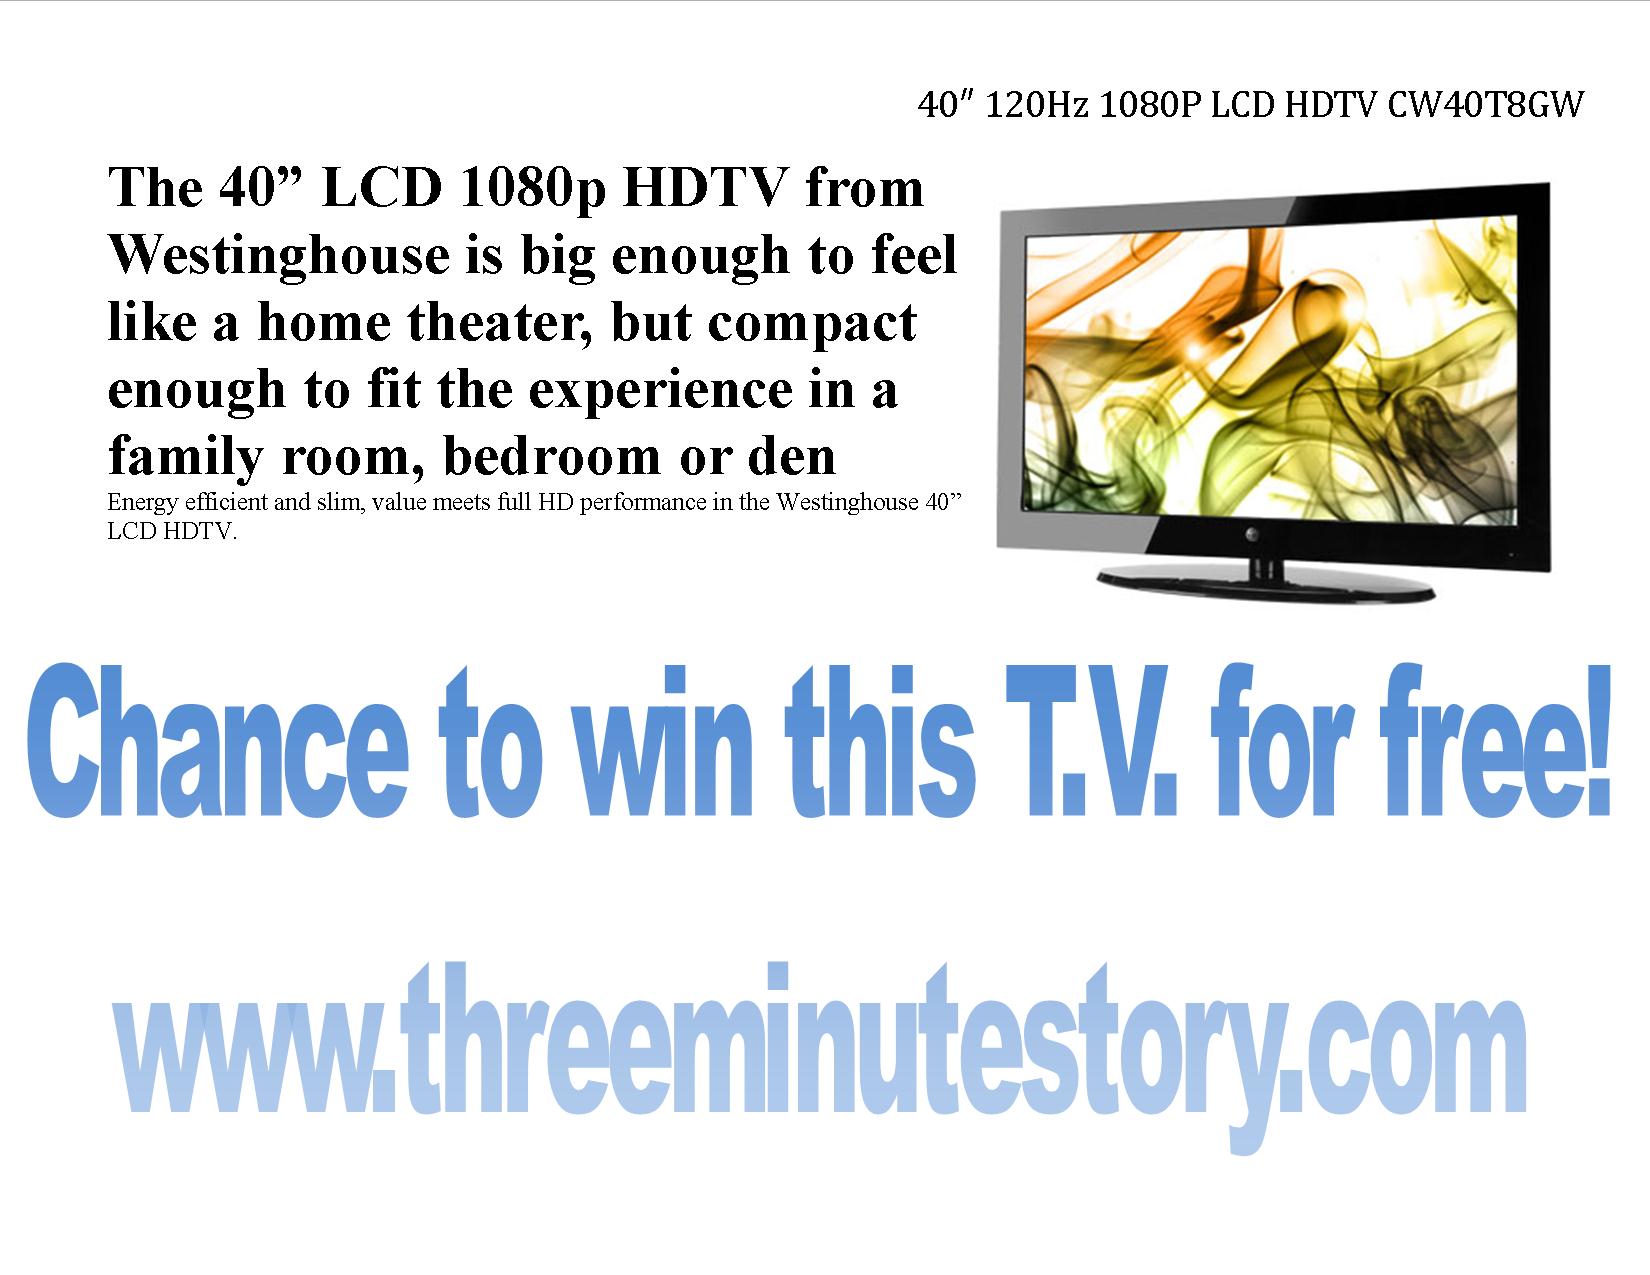 40″ 120Hz 1080P LCD HDTV CW40T8GW
The 40” LCD 1080p HDTV from
Westinghouse is big enough to feel
like a home theater, but compact
enough to fit the experience in a
family room, bedroom or den
Energy efficient and slim, value meets full HD performance in the Westinghouse 40”
LCD HDTV.
Chance to win this T.V. for free!
www.threeminutestory.com